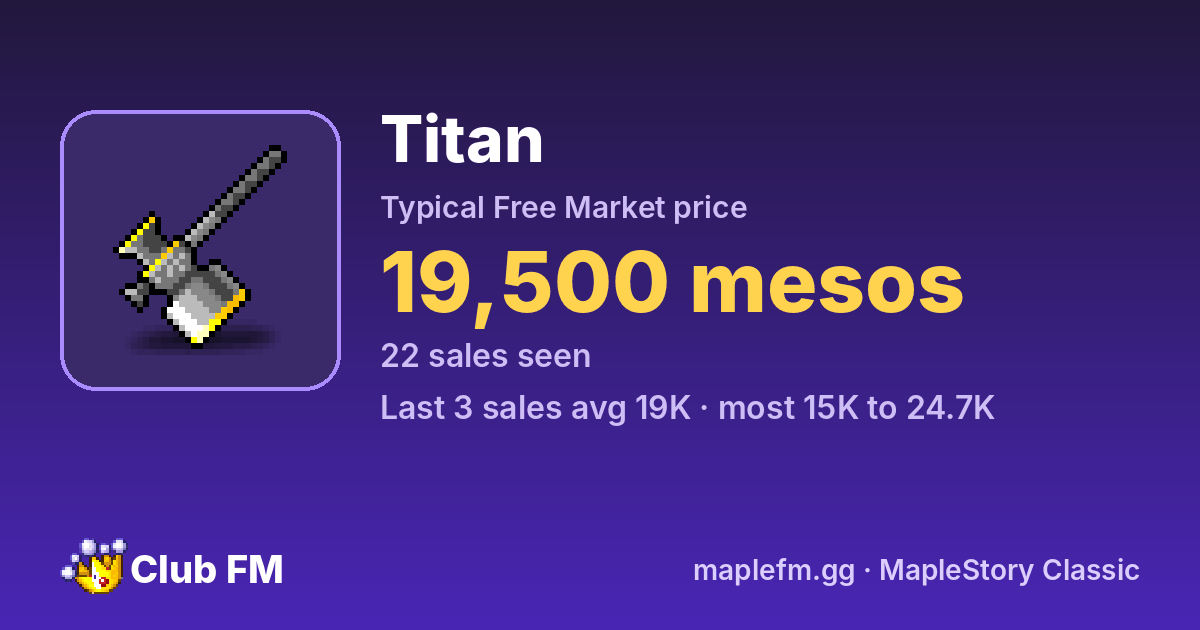 Titan
Typical Free Market price
19,500 mesos
22 sales seen
Last 3 sales avg 19K · most 15K to 24.7K
Club FM
maplefm.gg · MapleStory Classic